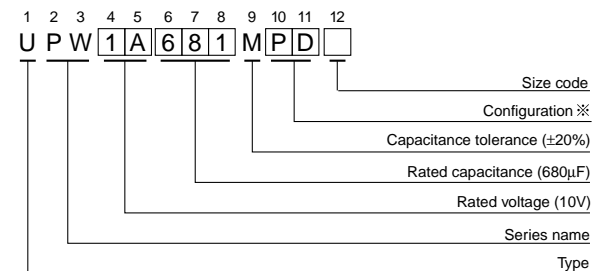 1 2 3 4 5 6 7 8 9 10 11 12
U P W 1 A 6 8 1 M P D
Size code
Configuration ※
Capacitance tolerance (±20%)
Rated capacitance (680µF)
Rated voltage (10V)
Series name
Type